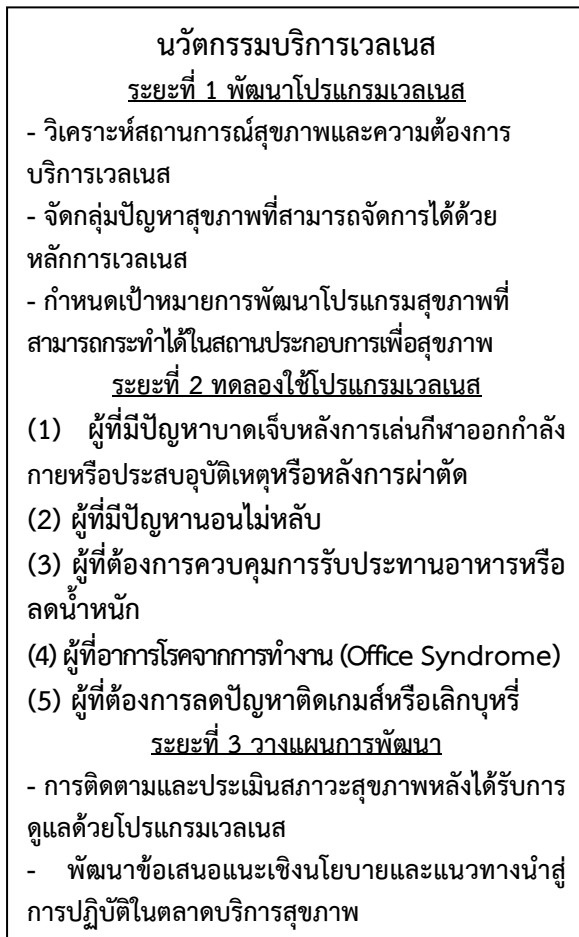 นวัตกรรมบริการเวลเนส
ระยะที่ 1 พัฒนาโปรแกรมเวลเนส
- วิเคราะห์สถานการณ์สุขภาพและความต้องการ
บริการเวลเนส
- จัดกลุ่มปัญหาสุขภาพที่สามารถจัดการได้ด้วย
หลักการเวลเนส
- กำหนดเป้าหมายการพัฒนาโปรแกรมสุขภาพที่
สามารถกระทำได้ในสถานประกอบการเพื่อสุขภาพ
ระยะที่ 2 ทดลองใช้โปรแกรมเวลเนส
(1) ผู้ที่มีปัญหาบาดเจ็บหลังการเล่นกีฬาออกกำลัง
กายหรือประสบอุบัติเหตุหรือหลังการผ่าตัด
(2) ผู้ที่มีปัญหานอนไม่หลับ
(3) ผู้ที่ต้องการควบคุมการรับประทานอาหารหรือ
ลดน้ำหนัก
(4) ผู้ที่อาการโรคจากการทำงาน (Office Syndrome)
(5) ผู้ที่ต้องการลดปัญหาติดเกมส์หรือเลิกบุหรี่
ระยะที่ 3 วางแผนการพัฒนา
- การติดตามและประเมินสภาวะสุขภาพหลังได้รับการ
ดูแลด้วยโปรแกรมเวลเนส
- พัฒนาข้อเสนอแนะเชิงนโยบายและแนวทางนำสู่
การปฏิบัติในตลาดบริการสุขภาพ